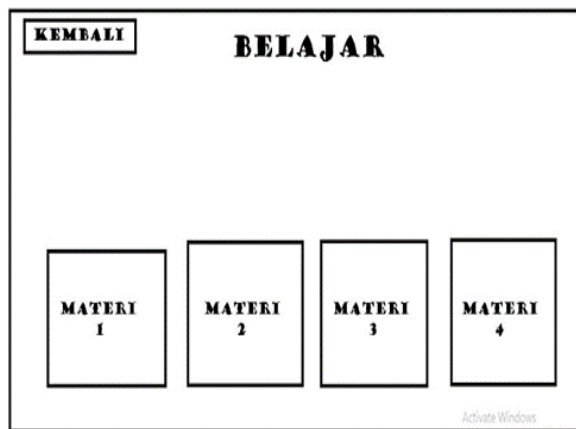 KEMBALI
BELAJAR
MATERI
1
MATERI
2
MATERI
3
MATERI
4
Activate Windows